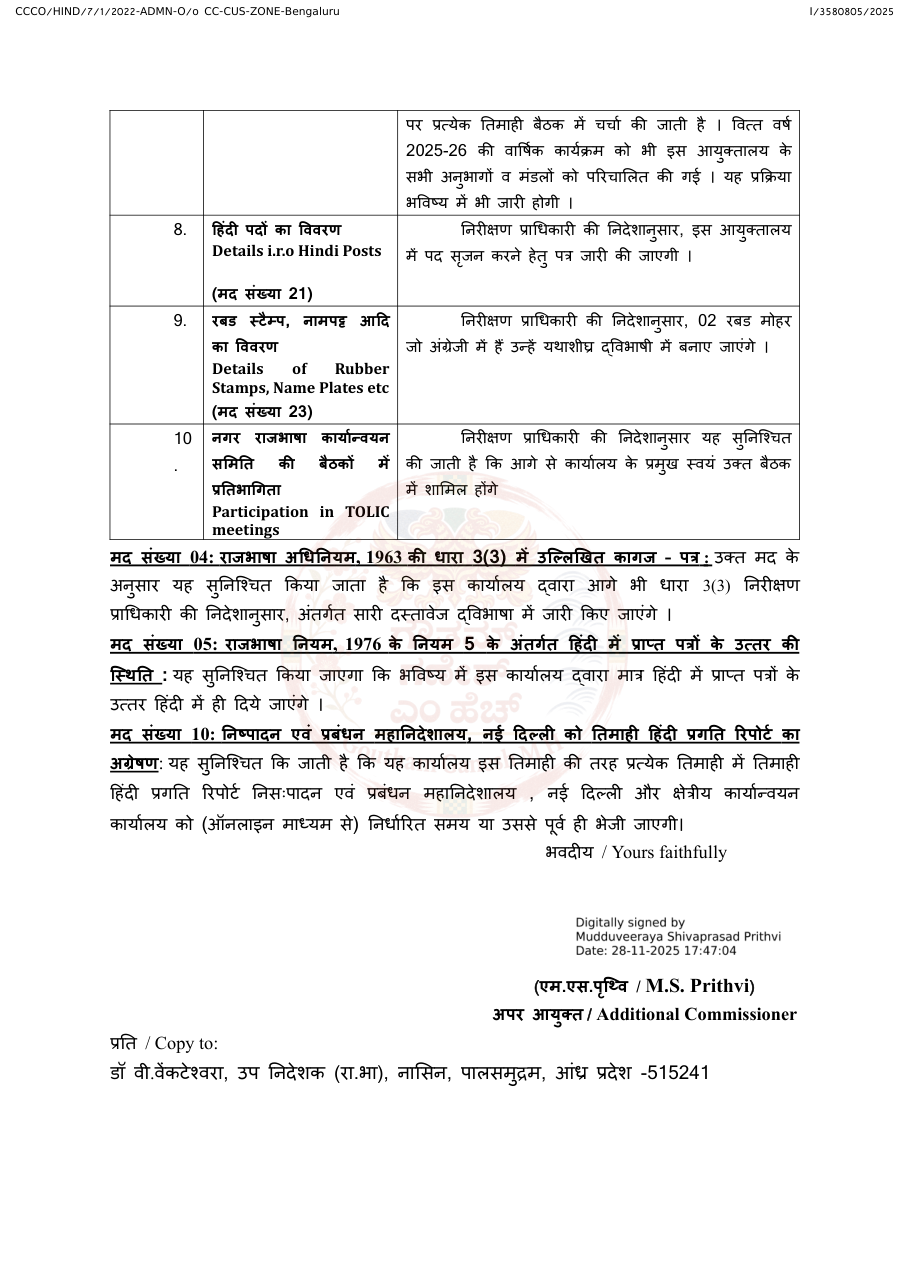 CCCO/HIND/7/1/2022-ADMN-O/o CC-CUS-ZONE-Bengaluru
I/3580805/2025
पर प्रत्येक तिमाही बैठक में चर्चा की जाती है । वित्त वर्ष
2025-26 की वार्षिक कार्यक्रम को भी इस आयुक्तालय के
सभी अनुभागों व मंडलों को परिचालित की गई । यह प्रक्रिया
भविष्य में भी जारी होगी ।
8.
हिंदी पदों का विवरण
Details i.r.o Hindi Posts
(मद संख्या 21)
निरीक्षण प्राधिकारी की निदेशानुसार, इस आयुक्तालय
में पद सृजन करने हेतु पत्र जारी की जाएगी ।
9.
रबड स्टैम्प, नामपट्ट आदि
का विवरण
Details of Rubber
Stamps, Name Plates etc
(मद संख्या 23)
निरीक्षण प्राधिकारी की निदेशानुसार, 02 रबड मोहर
जो अंग्रेजी में हैं उन्हें यथाशीघ्र द्विभाषी में बनाए जाएंगे ।
10
.
नगर राजभाषा कार्यान्वयन
समिति की बैठकों में
प्रतिभागिता
Participation in TOLIC
meetings
निरीक्षण प्राधिकारी की निदेशानुसार यह सुनिश्चित
की जाती है कि आगे से कार्यालय के प्रमुख स्वयं उक्त बैठक
में शामिल होंगे
मद संख्या 04: राजभाषा अधिनियम, 1963 की धारा 3(3) में उल्लिखित कागज – पत्र : उक्त मद के
अनुसार यह सुनिश्चित किया जाता है कि इस कार्यालय द्वारा आगे भी धारा 3(3) निरीक्षण
प्राधिकारी की निदेशानुसार, अंतर्गत सारी दस्तावेज द्विभाषा में जारी किए जाएंगे ।
मद संख्या 05: राजभाषा नियम, 1976 के नियम 5 के अंतर्गत हिंदी में प्राप्त पत्रों के उत्तर की
स्थिति : यह सुनिश्चित किया जाएगा कि भविष्य में इस कार्यालय द्वारा मात्र हिंदी में प्राप्त पत्रों के
उत्तर हिंदी में ही दिये जाएंगे ।
मद संख्या 10: निष्पादन एवं प्रबंधन महानिदेशालय, नई दिल्ली को तिमाही हिंदी प्रगति रिपोर्ट का
अग्रेषण: यह सुनिश्चित कि जाती है कि यह कार्यालय इस तिमाही की तरह प्रत्येक तिमाही में तिमाही
हिंदी प्रगति रिपोर्ट निसःपादन एवं प्रबंधन महानिदेशालय , नई दिल्ली और क्षेत्रीय कार्यान्वयन
कार्यालय को (ऑनलाइन माध्यम से) निर्धारित समय या उससे पूर्व ही भेजी जाएगी।
भवदीय / Yours faithfully
Digitally signed by
Mudduveeraya Shivaprasad Prithvi
Date: 28-11-2025 17:47:04
(एम.एस.पृथ्वि / M.S. Prithvi)
अपर आयुक्त / Additional Commissioner
प्रति / Copy to:
डॉ वी.वेंकटेश्वरा, उप निदेशक (रा.भा), नासिन, पालसमुद्रम, आंध्र प्रदेश -515241